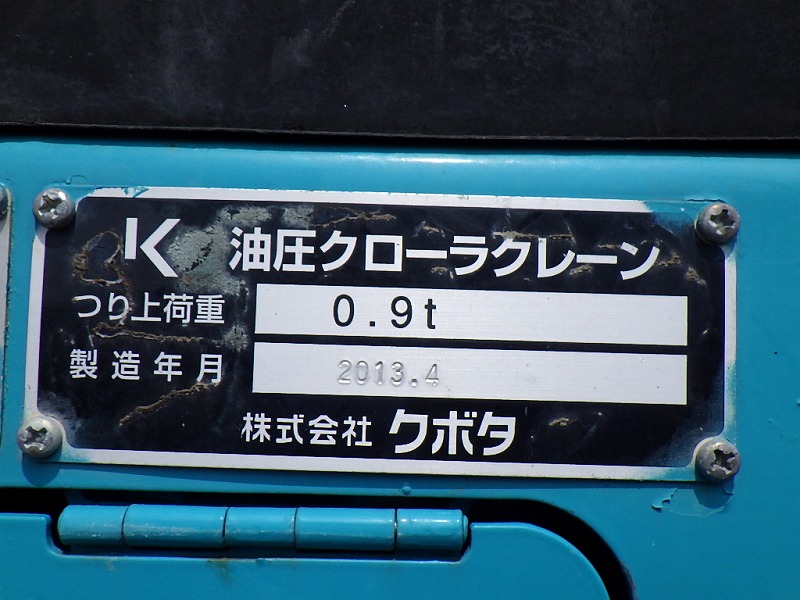 K 油圧クローラクレーン
つり上荷重 0.9t
製造年月 2013.4
株式会社 クボタ